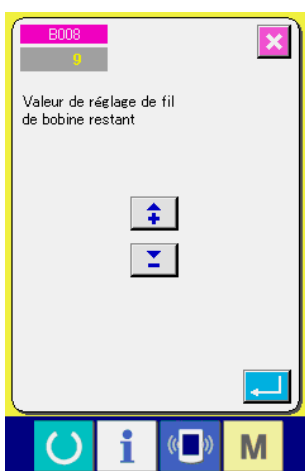 B008
9
Valeur de réglage de fil
de bobine restant
i
M